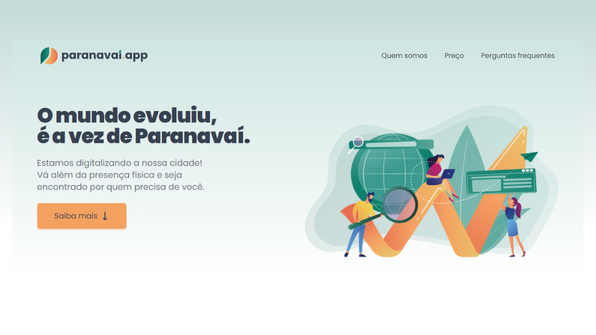 paranavaí.app
Quem somos
Preço
Perguntas frequentes
O mundo evoluiu,
é a vez de Paranavaí.
Estamos digitalizando a nossa cidade!
Vá além da presença física e seja
encontrado por quem precisa de você.
Saiba mais ↓